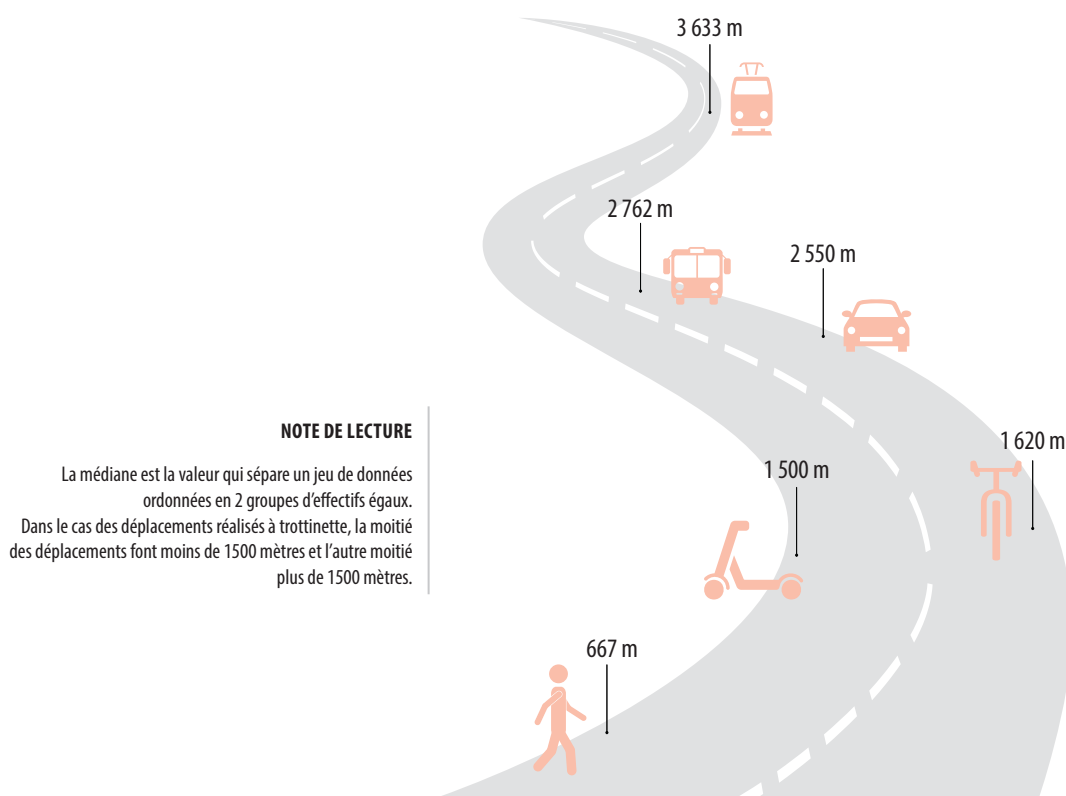 3 633 m
2 762 m
2 550 m
NOTE DE LECTURE
La médiane est la valeur qui sépare un jeu de données
ordonnées en 2 groupes d'effectifs égaux.
Dans le cas des déplacements réalisés à trottinette, la moitié
des déplacements font moins de 1500 mètres et l'autre moitié
plus de 1500 mètres.
1 620 m
1 500 m
667 m